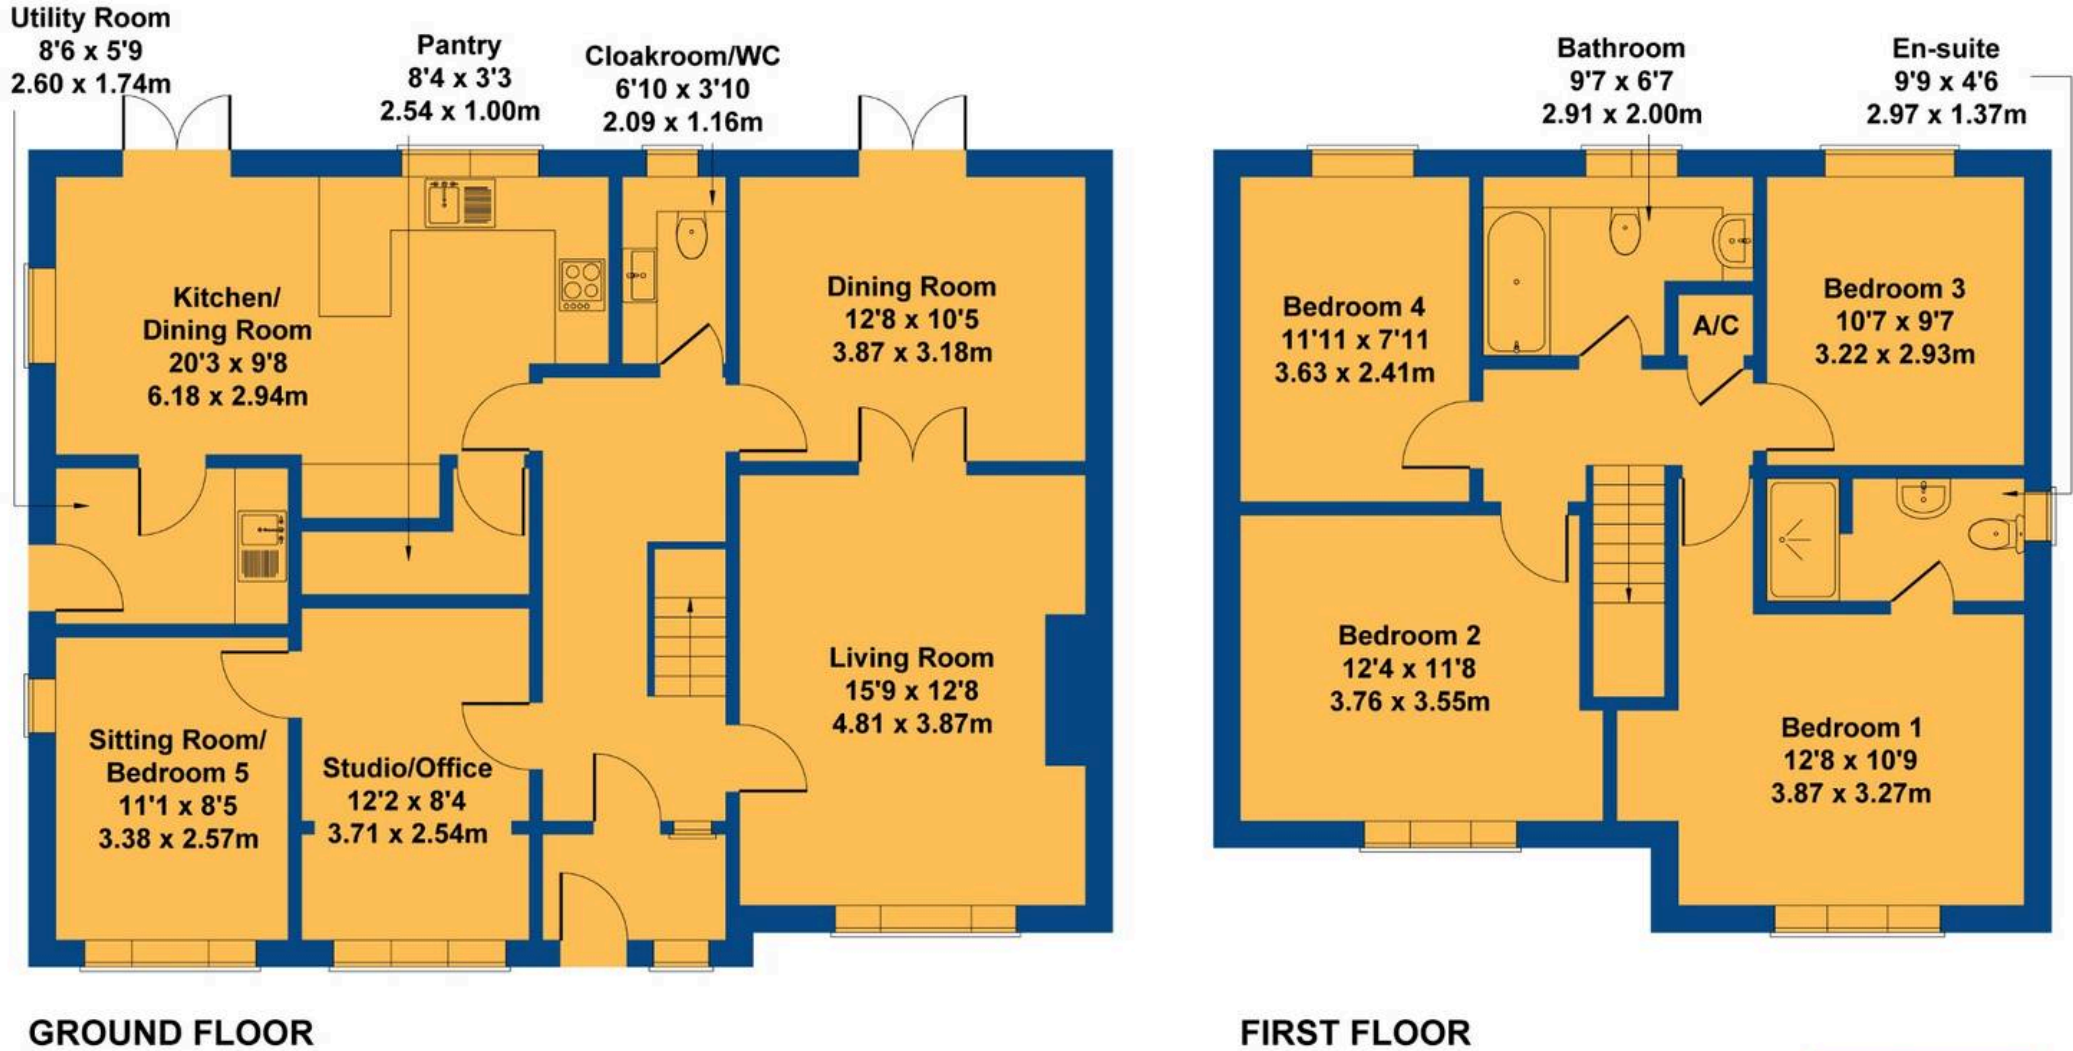 Utility Room
8'6 x 5'9
2.60 x 1.74m
Pantry
8'4 x 3'3
2.54 x 1.00m
Cloakroom/WC
6'10 x 3'10
2.09 x 1.16m
Kitchen/
Dining Room
20'3 x 9'8
6.18 x 2.94m
Dining Room
12'8 x 10'5
3.87 x 3.18m
Living Room
15'9 x 12'8
4.81 x 3.87m
Sitting Room/
Bedroom 5
11'1 x 8'5
3.38 x 2.57m
Studio/Office
12'2 x 8'4
3.71 x 2.54m
GROUND FLOOR
Bathroom
9'7 x 6'7
2.91 x 2.00m
En-suite
9'9 x 4'6
2.97 x 1.37m
Bedroom 4
11'11 x 7'11
3.63 x 2.41m
A/C
Bedroom 3
10'7 x 9'7
3.22 x 2.93m
Bedroom 2
12'4 x 11'8
3.76 x 3.55m
Bedroom 1
12'8 x 10'9
3.87 x 3.27m
FIRST FLOOR